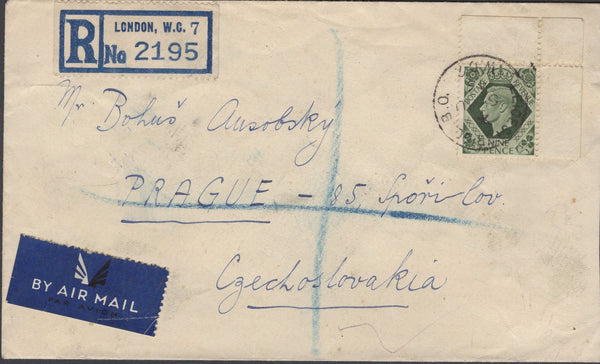 LONDON, W.C. 7
R No 2195
NINE
PENCE
B.O.
Mr Bohuš Ausobský
PRAGUE - 85, Spořilov.
Czechoslovakia
BY AIR MAIL
PAR AVION